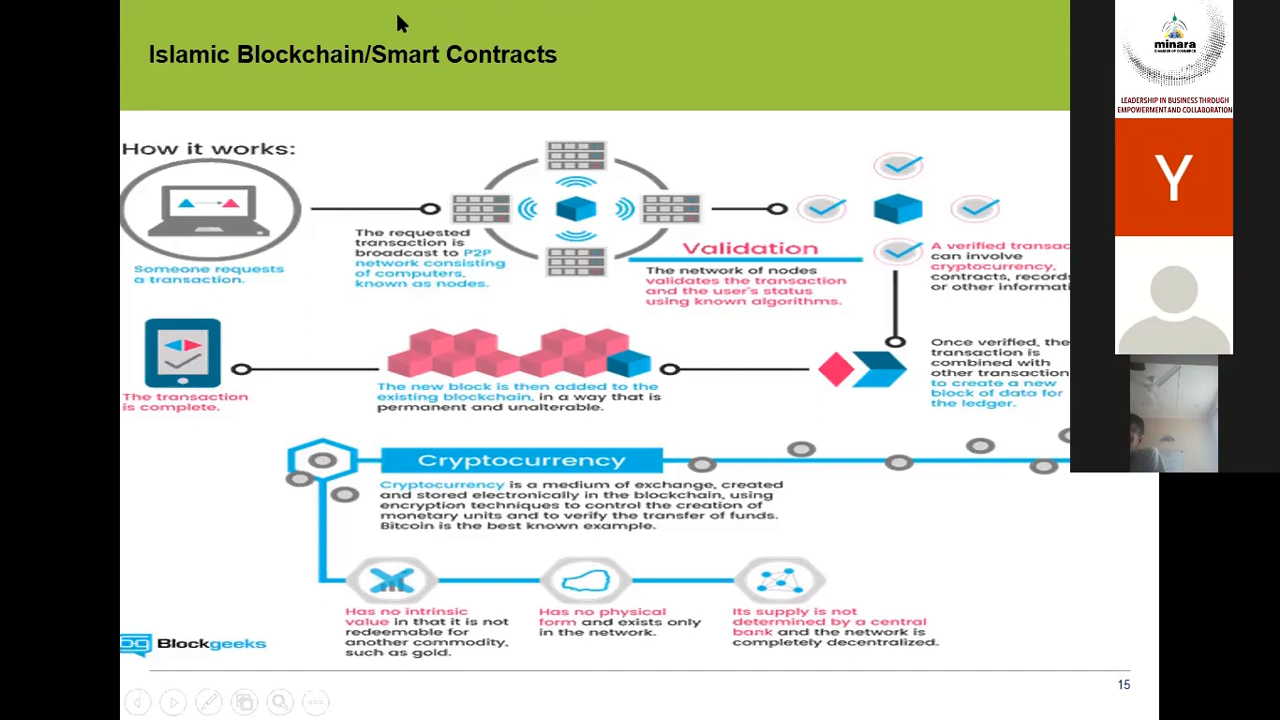 Islamic Blockchain/Smart Contracts
How it works:
Someone requests
a transaction.
The requested
transaction is
broadcast to P2P
network consisting
of computers,
known as nodes.
Validation
The network of nodes
validates the transaction
and the user's status
using known algorithms.
A verified transac
can involve
cryptocurrency,
contracts, records
or other informati
Once verified, the
transaction is
combined with
other transaction
to create a new
block of data for
the ledger.
The new block is then added to the
existing blockchain, in a way that is
permanent and unalterable.
The transaction
is complete.
Cryptocurrency
Cryptocurrency is a medium of exchange, created
and stored electronically in the blockchain, using
encryption techniques to control the creation of
monetary units and to verify the transfer of funds.
Bitcoin is the best known example.
Has no intrinsic
value in that it is not
redeemable for
another commodity,
such as gold.
Has no physical
form and exists only
in the network.
Its supply is not
determined by a central
bank and the network is
completely decentralized.
Blockgeeks
15
minara
CHAMBER OF COMMERCE
LEADERSHIP IN BUSINESS THROUGH
EMPOWERMENT AND COLLABORATION
Y